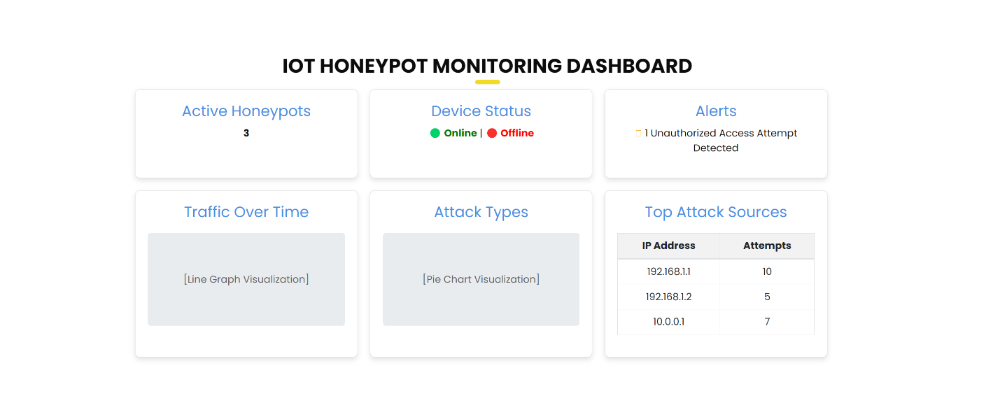 IOT HONEYPOT MONITORING DASHBOARD
Active Honeypots
3
Device Status
Online | Offline
Alerts
1 Unauthorized Access Attempt
Detected
Traffic Over Time
[Line Graph Visualization]
Attack Types
[Pie Chart Visualization]
Top Attack Sources
IP Address Attempts
192.168.1.1 10
192.168.1.2 5
10.0.0.1 7